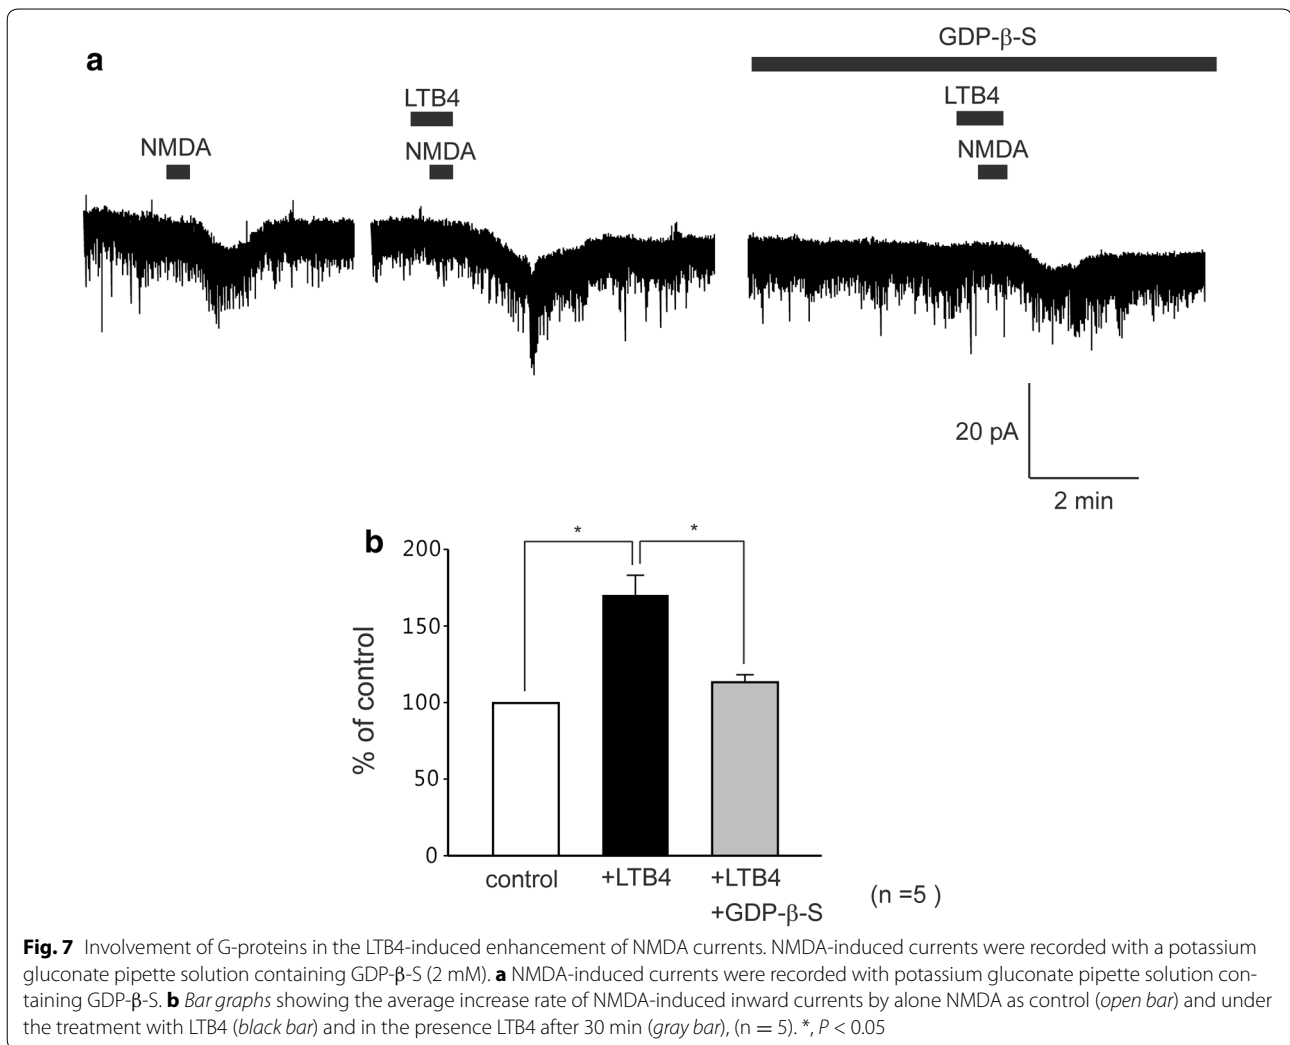 a
GDP-β-S
LTB4
LTB4
NMDA
NMDA
NMDA
20 pA
2 min
b
* *
200
150
100
50
0
% of control
control
+LTB4
+LTB4
+GDP-β-S
(n =5 )
Fig. 7 Involvement of G-proteins in the LTB4-induced enhancement of NMDA currents. NMDA-induced currents were recorded with a potassium
gluconate pipette solution containing GDP-β-S (2 mM). a NMDA-induced currents were recorded with potassium gluconate pipette solution con-
taining GDP-β-S. b Bar graphs showing the average increase rate of NMDA-induced inward currents by alone NMDA as control (open bar) and under
the treatment with LTB4 (black bar) and in the presence LTB4 after 30 min (gray bar), (n = 5). *, P < 0.05